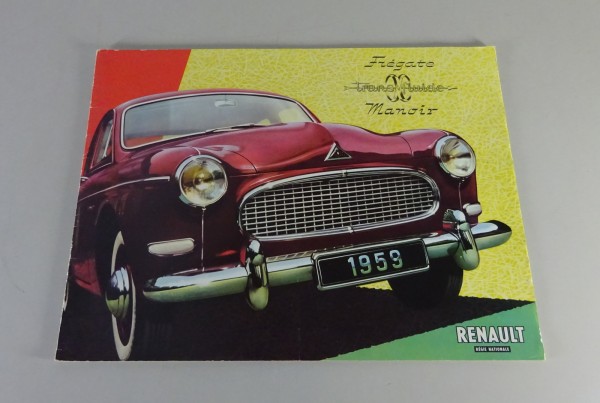 Frégate
Transfluide
Manoir
1959
RENAULT
RÉGIE NATIONALE